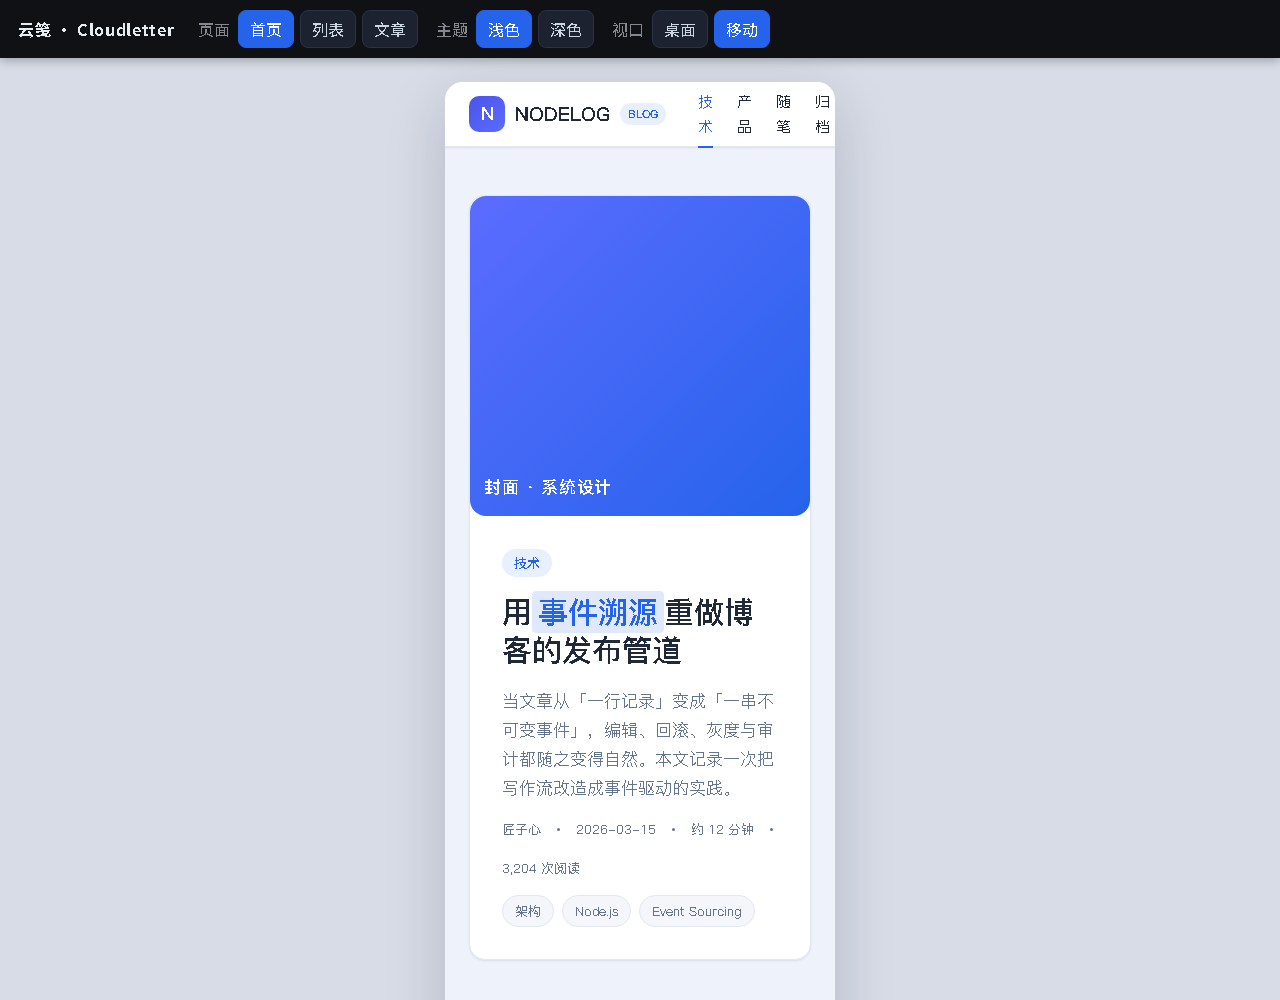 云笺 · Cloudletter 页面 首页 列表 文章 主题 浅色 深色 视口 桌面 移动
N NODELOG BLOG 技术 产品 随笔 归档
封面 · 系统设计
技术
用事件溯源重做博
客的发布管道
当文章从「一行记录」变成「一串不
可变事件」，编辑、回滚、灰度与审
计都随之变得自然。本文记录一次把
写作流改造成事件驱动的实践。
匠子心 • 2026-03-15 • 约 12 分钟 •
3,204 次阅读
架构 Node.js Event Sourcing